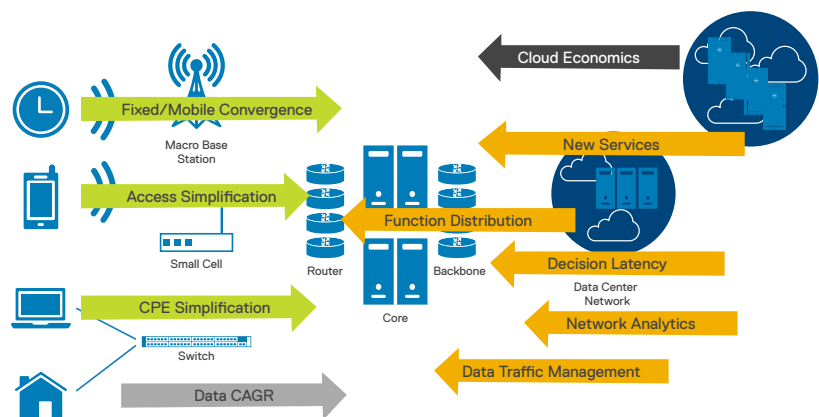 Cloud Economics
Fixed/Mobile Convergence
Macro Base
Station
New Services
Access Simplification
Function Distribution
Small Cell
Router
Backbone
Decision Latency
Data Center
Network
CPE Simplification
Core
Network Analytics
Switch
Data Traffic Management
Data CAGR